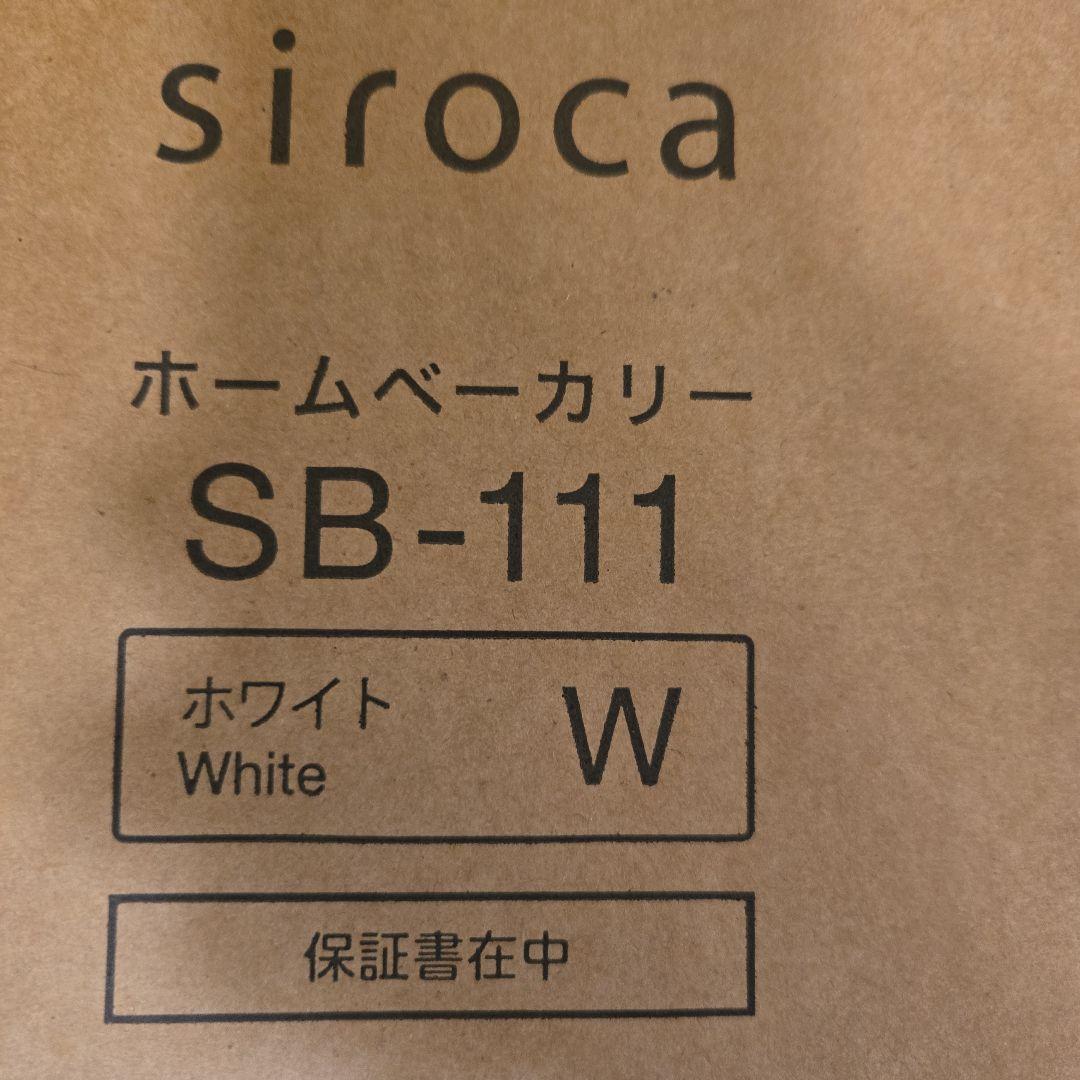 siroca
ホームベーカリー
SB-111
ホワイト
White
W
保証書在中